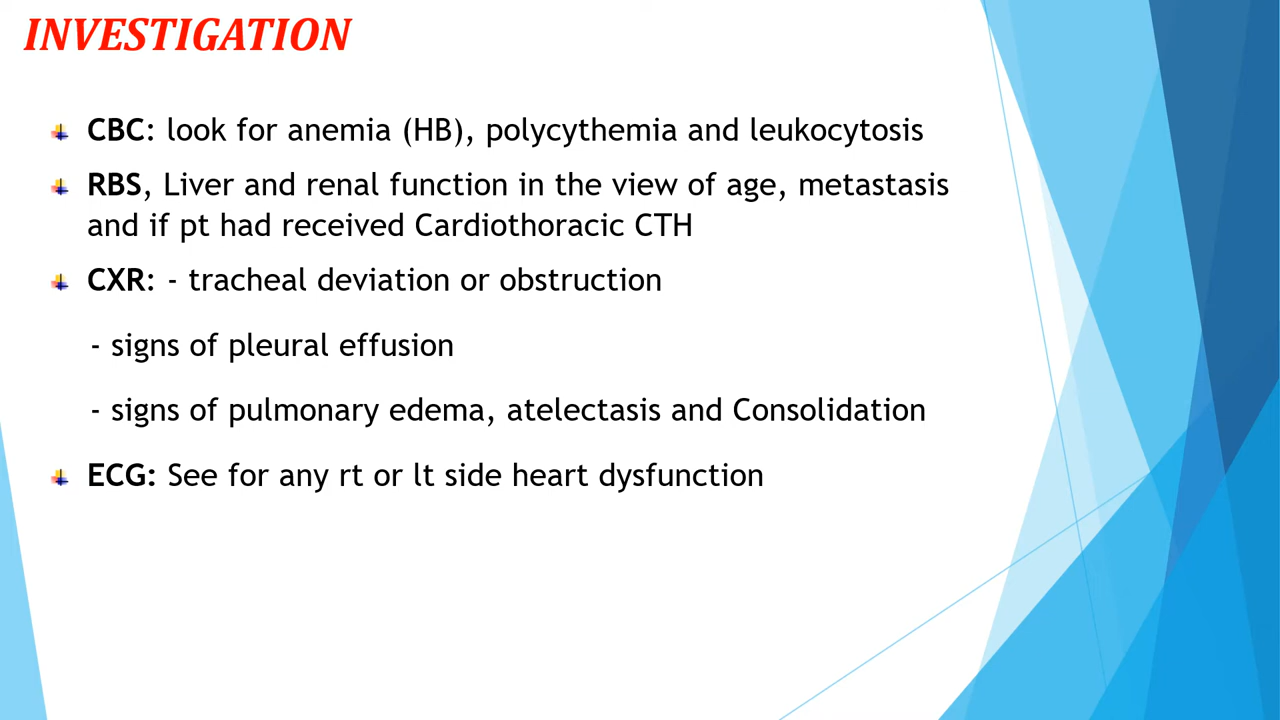 INVESTIGATION
CBC: look for anemia (HB), polycythemia and leukocytosis
RBS, Liver and renal function in the view of age, metastasis
and if pt had received Cardiothoracic CTH
CXR: - tracheal deviation or obstruction
- signs of pleural effusion
- signs of pulmonary edema, atelectasis and Consolidation
ECG: See for any rt or lt side heart dysfunction